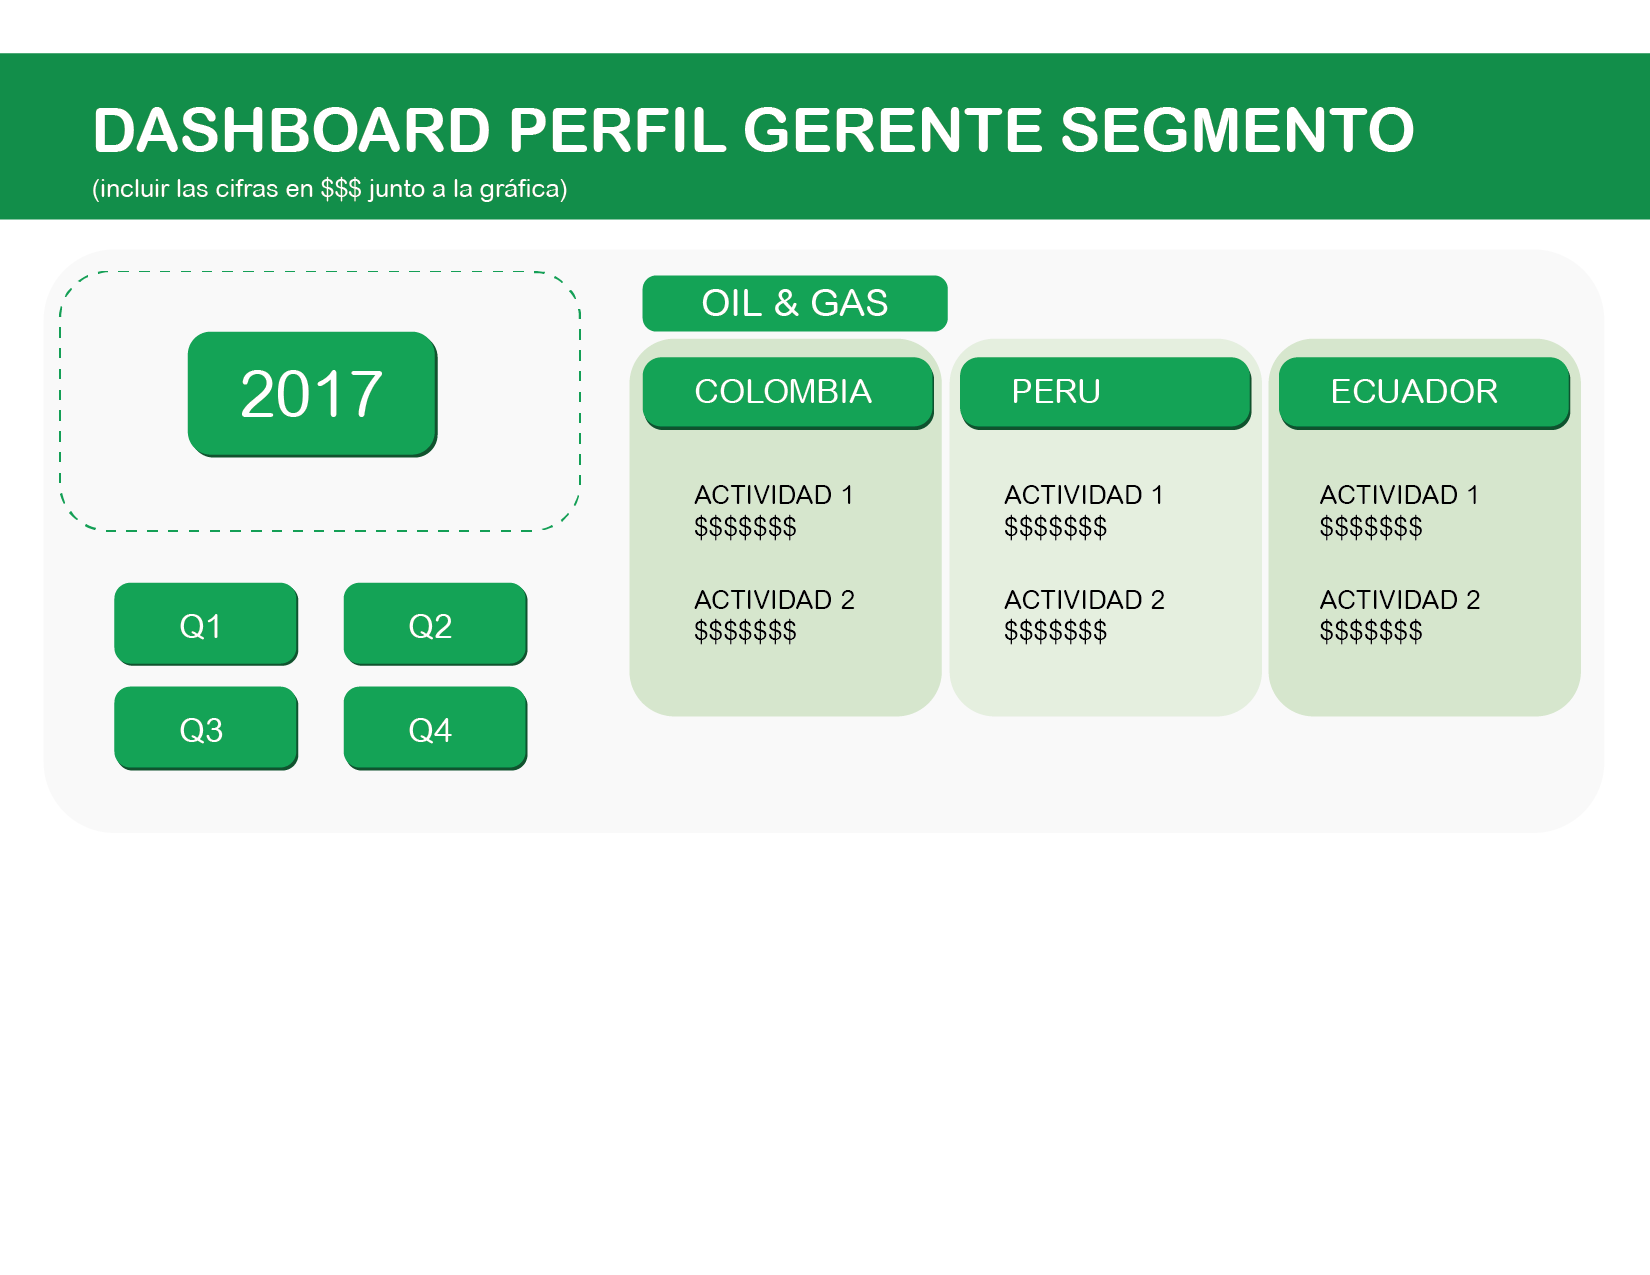 DASHBOARD PERFIL GERENTE SEGMENTO
(incluir las cifras en $$$ junto a la gráfica)
2017
Q1
Q2
Q3
Q4
OIL & GAS
COLOMBIA
ACTIVIDAD 1
$$$$$$$
ACTIVIDAD 2
$$$$$$$
PERU
ACTIVIDAD 1
$$$$$$$
ACTIVIDAD 2
$$$$$$$
ECUADOR
ACTIVIDAD 1
$$$$$$$
ACTIVIDAD 2
$$$$$$$